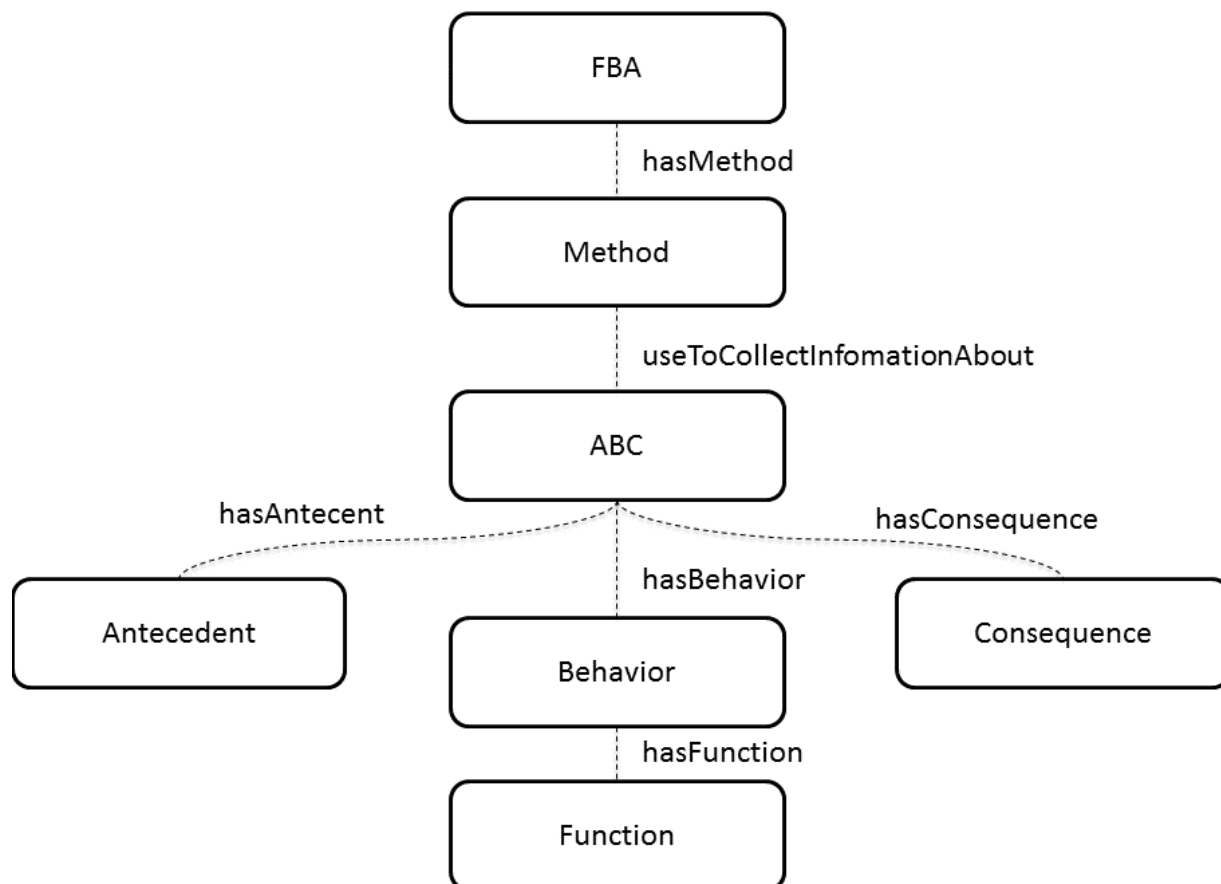 FBA
hasMethod
Method
useToCollectInfomationAbout
ABC
hasAntecent
hasConsequence
hasBehavior
Antecedent
Consequence
Behavior
hasFunction
Function